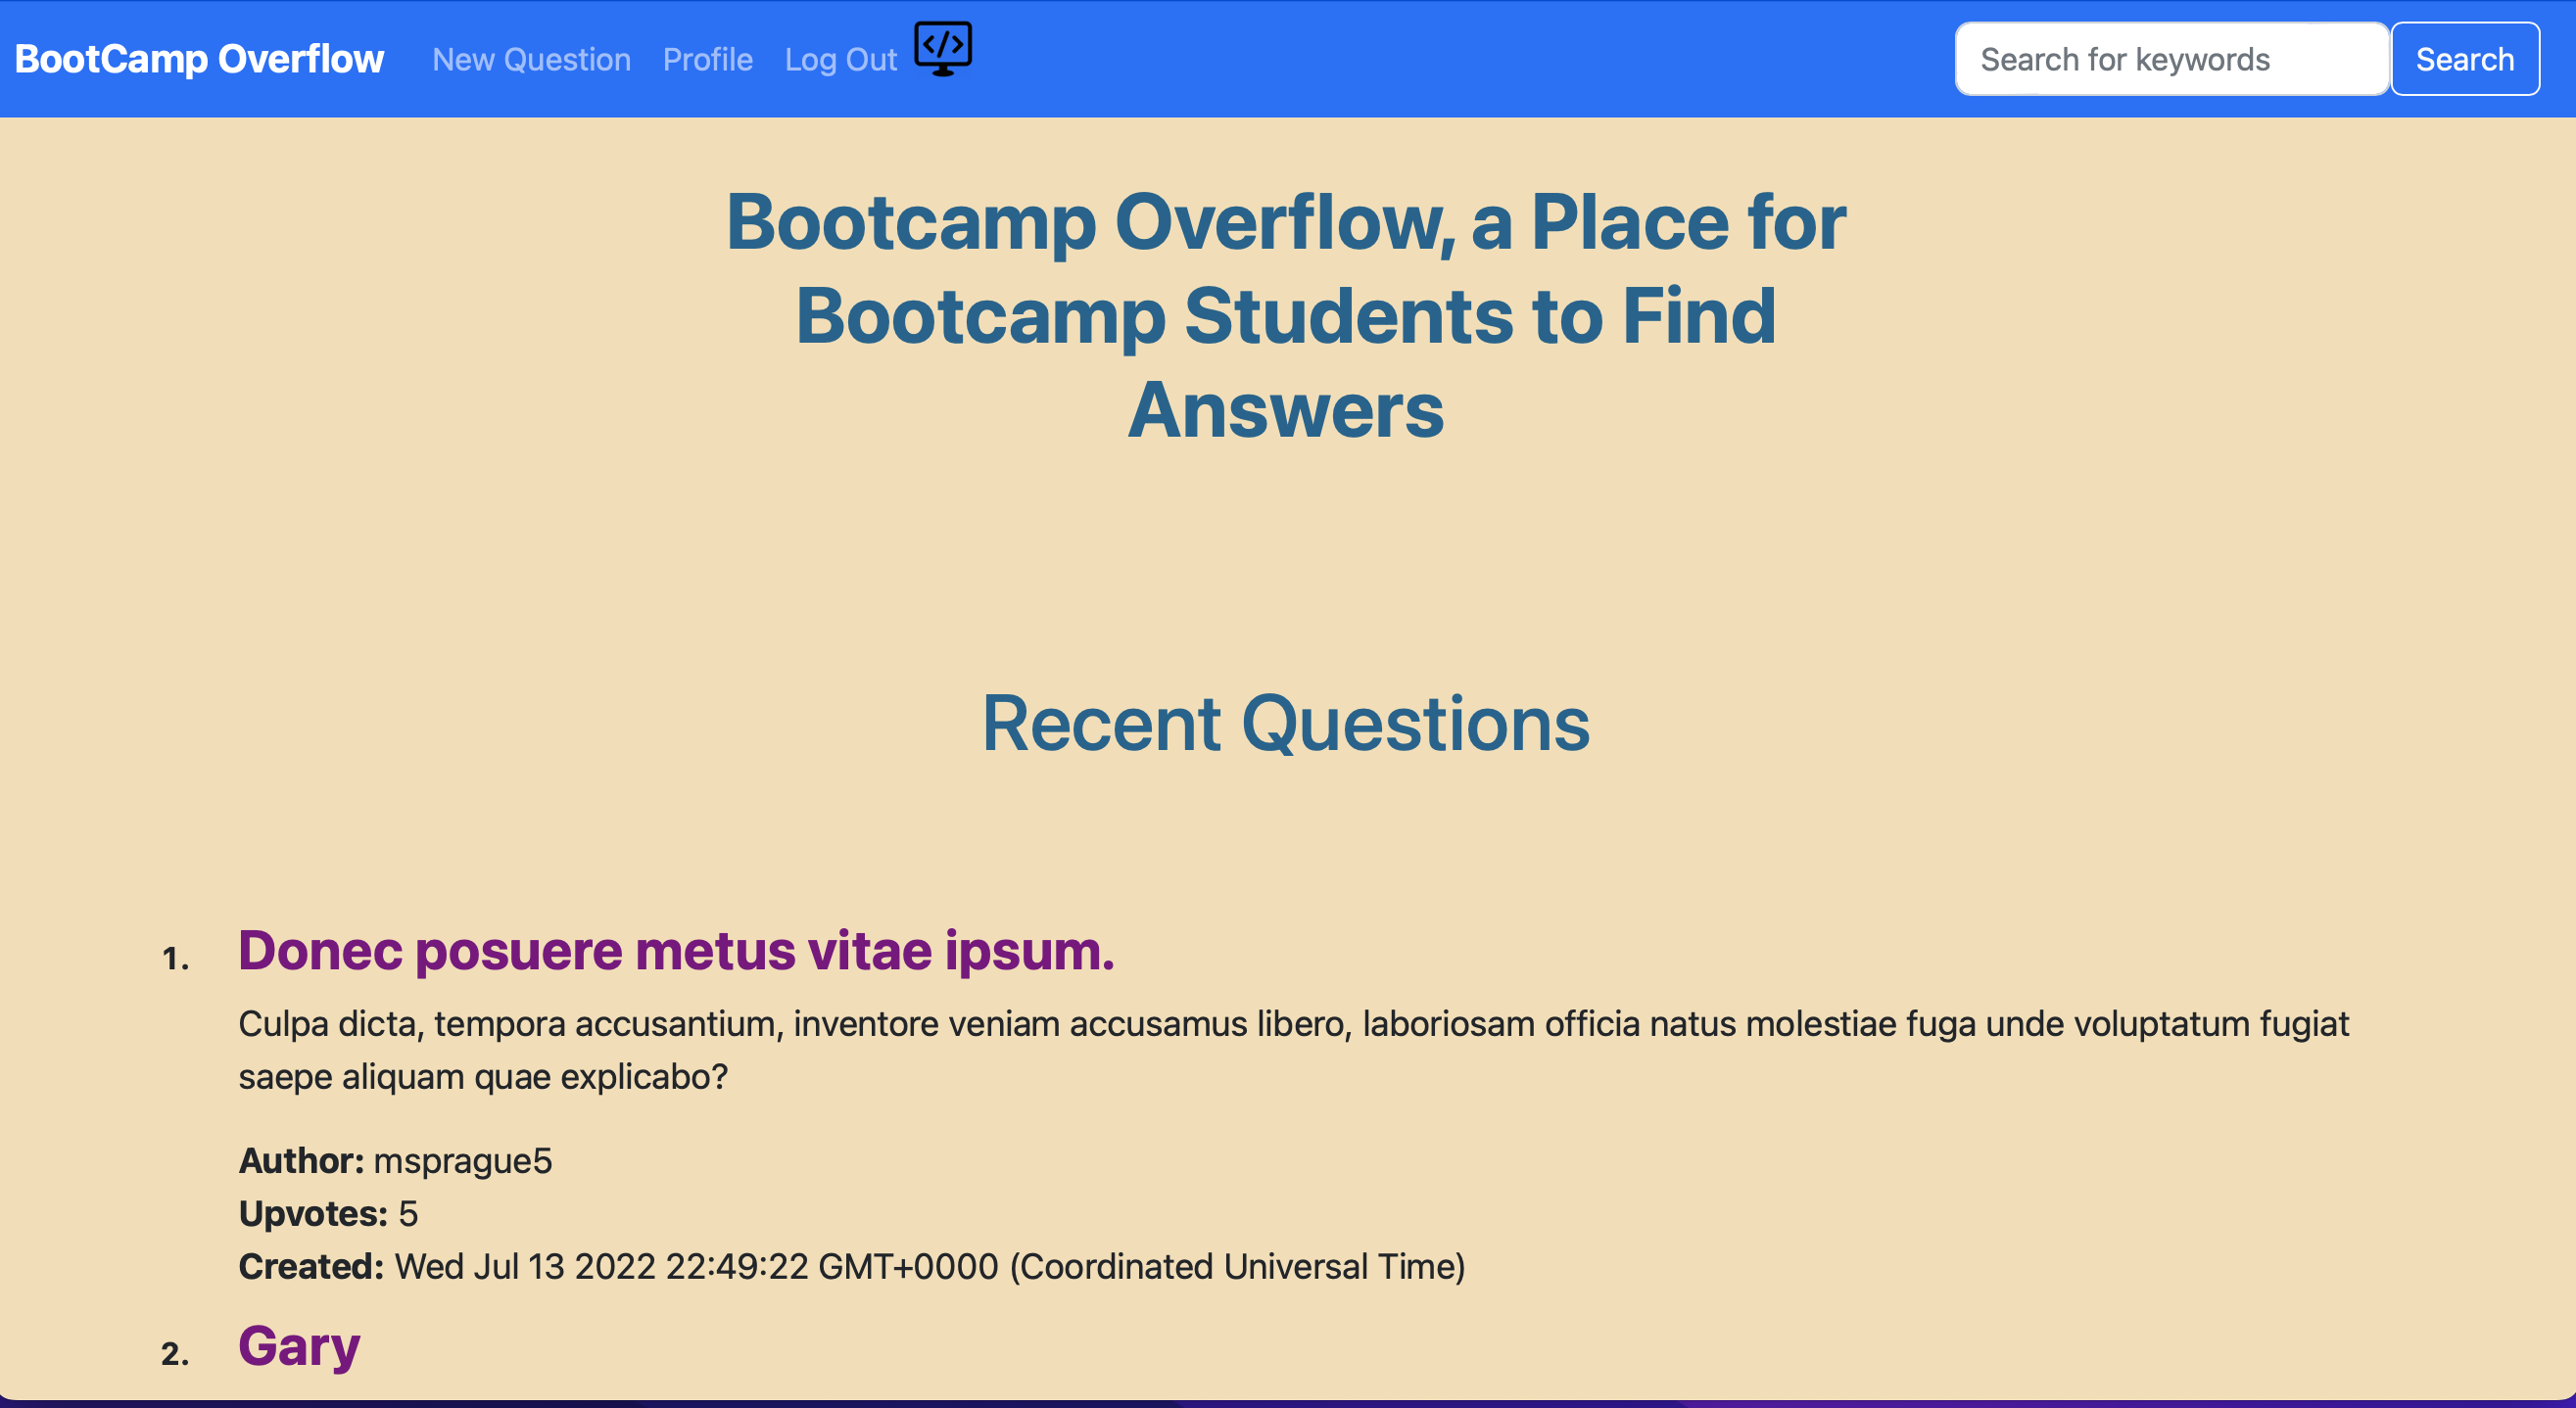 BootCamp Overflow New Question Profile Log Out </> Search for keywords Search
Bootcamp Overflow, a Place for
Bootcamp Students to Find
Answers
Recent Questions
1. Donec posuere metus vitae ipsum.
Culpa dicta, tempora accusantium, inventore veniam accusamus libero, laboriosam officia natus molestiae fuga unde voluptatum fugiat
saepe aliquam quae explicabo?
Author: msprague5
Upvotes: 5
Created: Wed Jul 13 2022 22:49:22 GMT+0000 (Coordinated Universal Time)
2. Gary